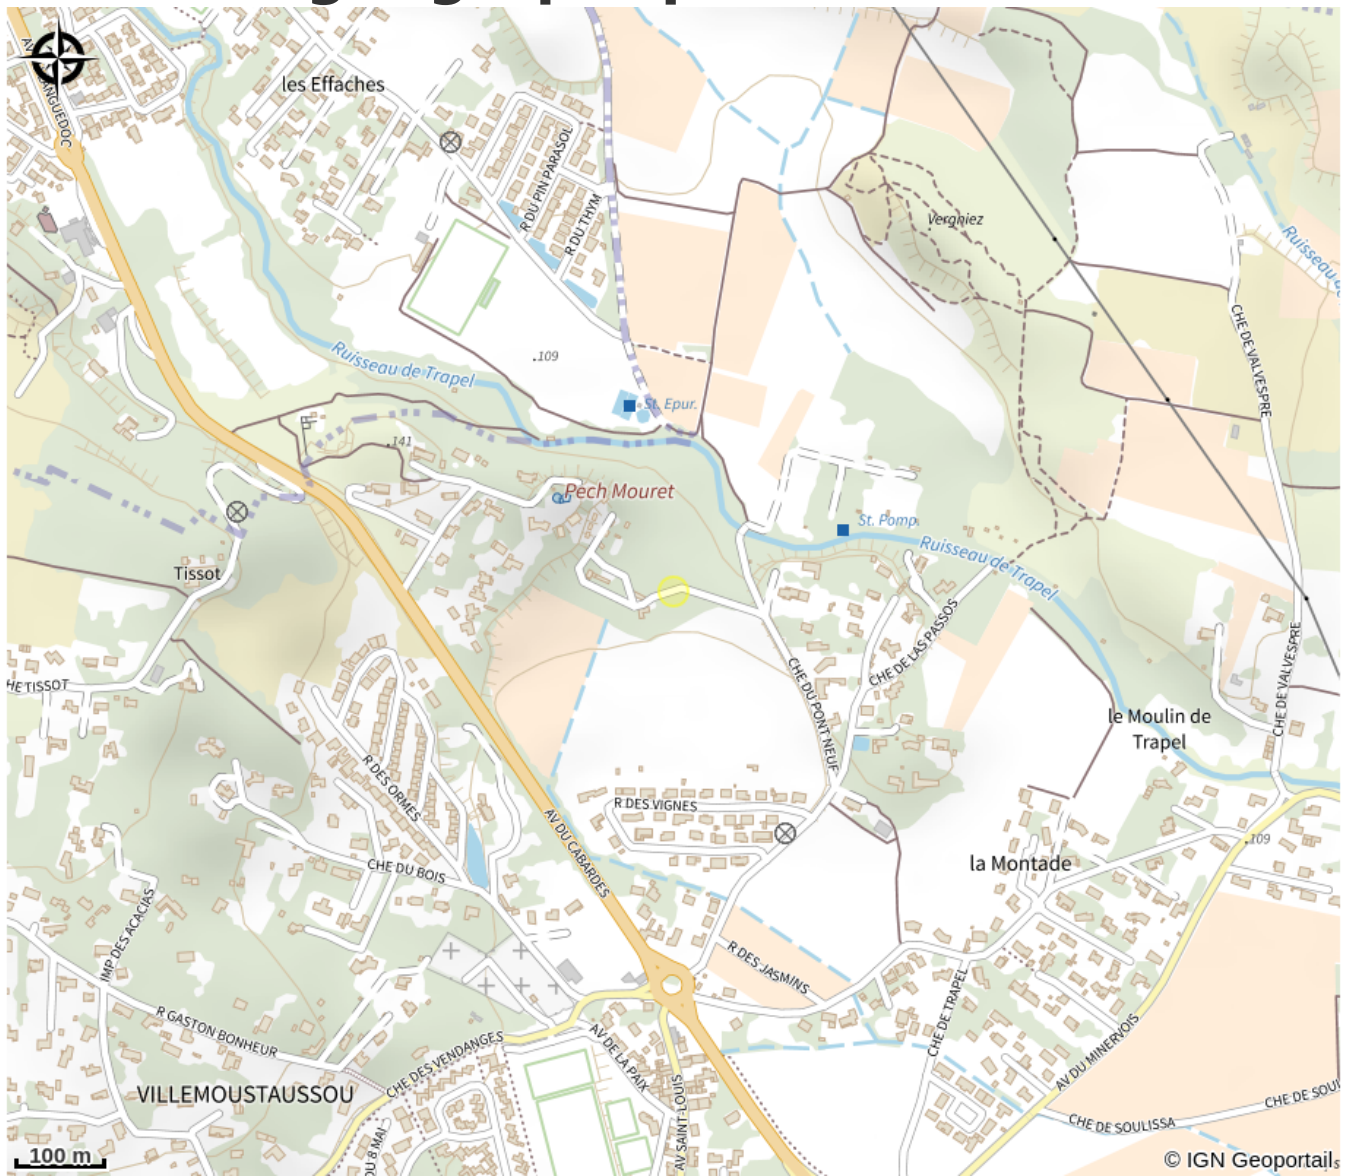 les Effaches
R DU PIN PARASOL
R DU THYM
Vergniez
Ruisseau de Trapel
109
St. Epur.
141
CHE DE VALVESPRE
Pech Mouret
St. Pomp.
Ruisseau de Trapel
Tissot
CHE DE LAS PASSOS
CHE DE VALVESPRE
CHE DU PONT NEUF
HE TISSOT
le Moulin de
Trapel
R DES ORMES
R DES VIGNES
AV DU CABARDES
109
CHE DU BOIS
la Montade
IMP DES ACACIAS
R DES JASMINS
CHE DE TRAPEL
R GASTON BONHEUR
AV DE LA PAIX
AV DU MINERVOIS
CHE DES VENDANGES
VILLEMOUSTAUSSOU
AV SAINT-LOUIS
CHE DE SOULISSA
CHE DE SOUL
DU 8 MAI
100 m
© IGN Geoportail